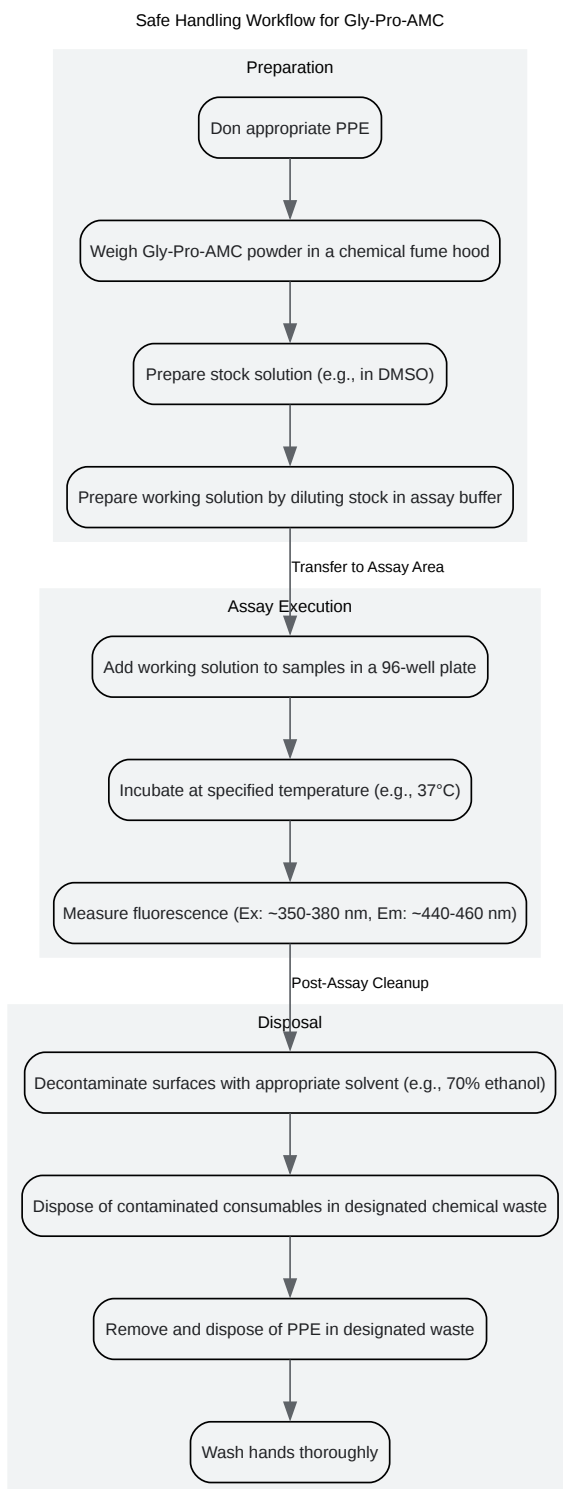 Safe Handling Workflow for Gly-Pro-AMC
Preparation
Don appropriate PPE
Weigh Gly-Pro-AMC powder in a chemical fume hood
Prepare stock solution (e.g., in DMSO)
Prepare working solution by diluting stock in assay buffer
Transfer to Assay Area
Assay Execution
Add working solution to samples in a 96-well plate
Incubate at specified temperature (e.g., 37°C)
Measure fluorescence (Ex: ~350-380 nm, Em: ~440-460 nm)
Post-Assay Cleanup
Disposal
Decontaminate surfaces with appropriate solvent (e.g., 70% ethanol)
Dispose of contaminated consumables in designated chemical waste
Remove and dispose of PPE in designated waste
Wash hands thoroughly